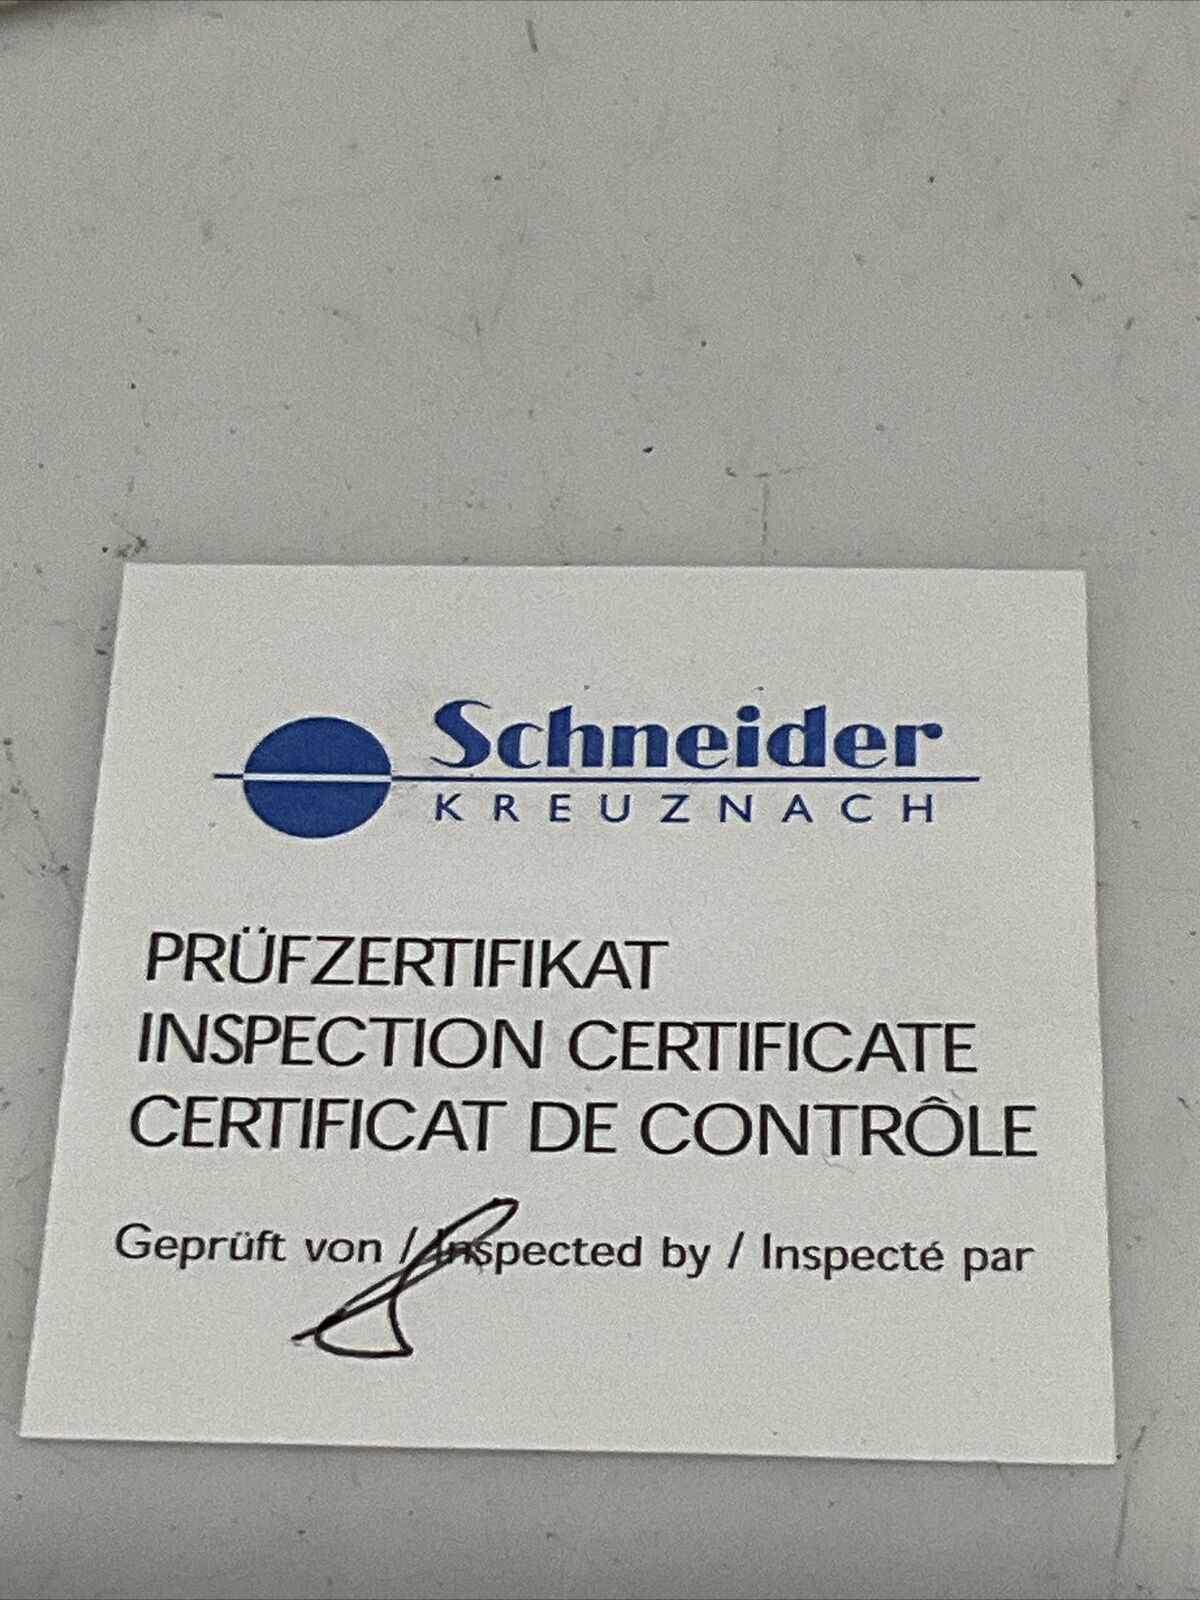 Schneider
KREUZNACH
PRÜFZERTIFIKAT
INSPECTION CERTIFICATE
CERTIFICAT DE CONTRÔLE
Geprüft von / Inspected by / Inspecté par